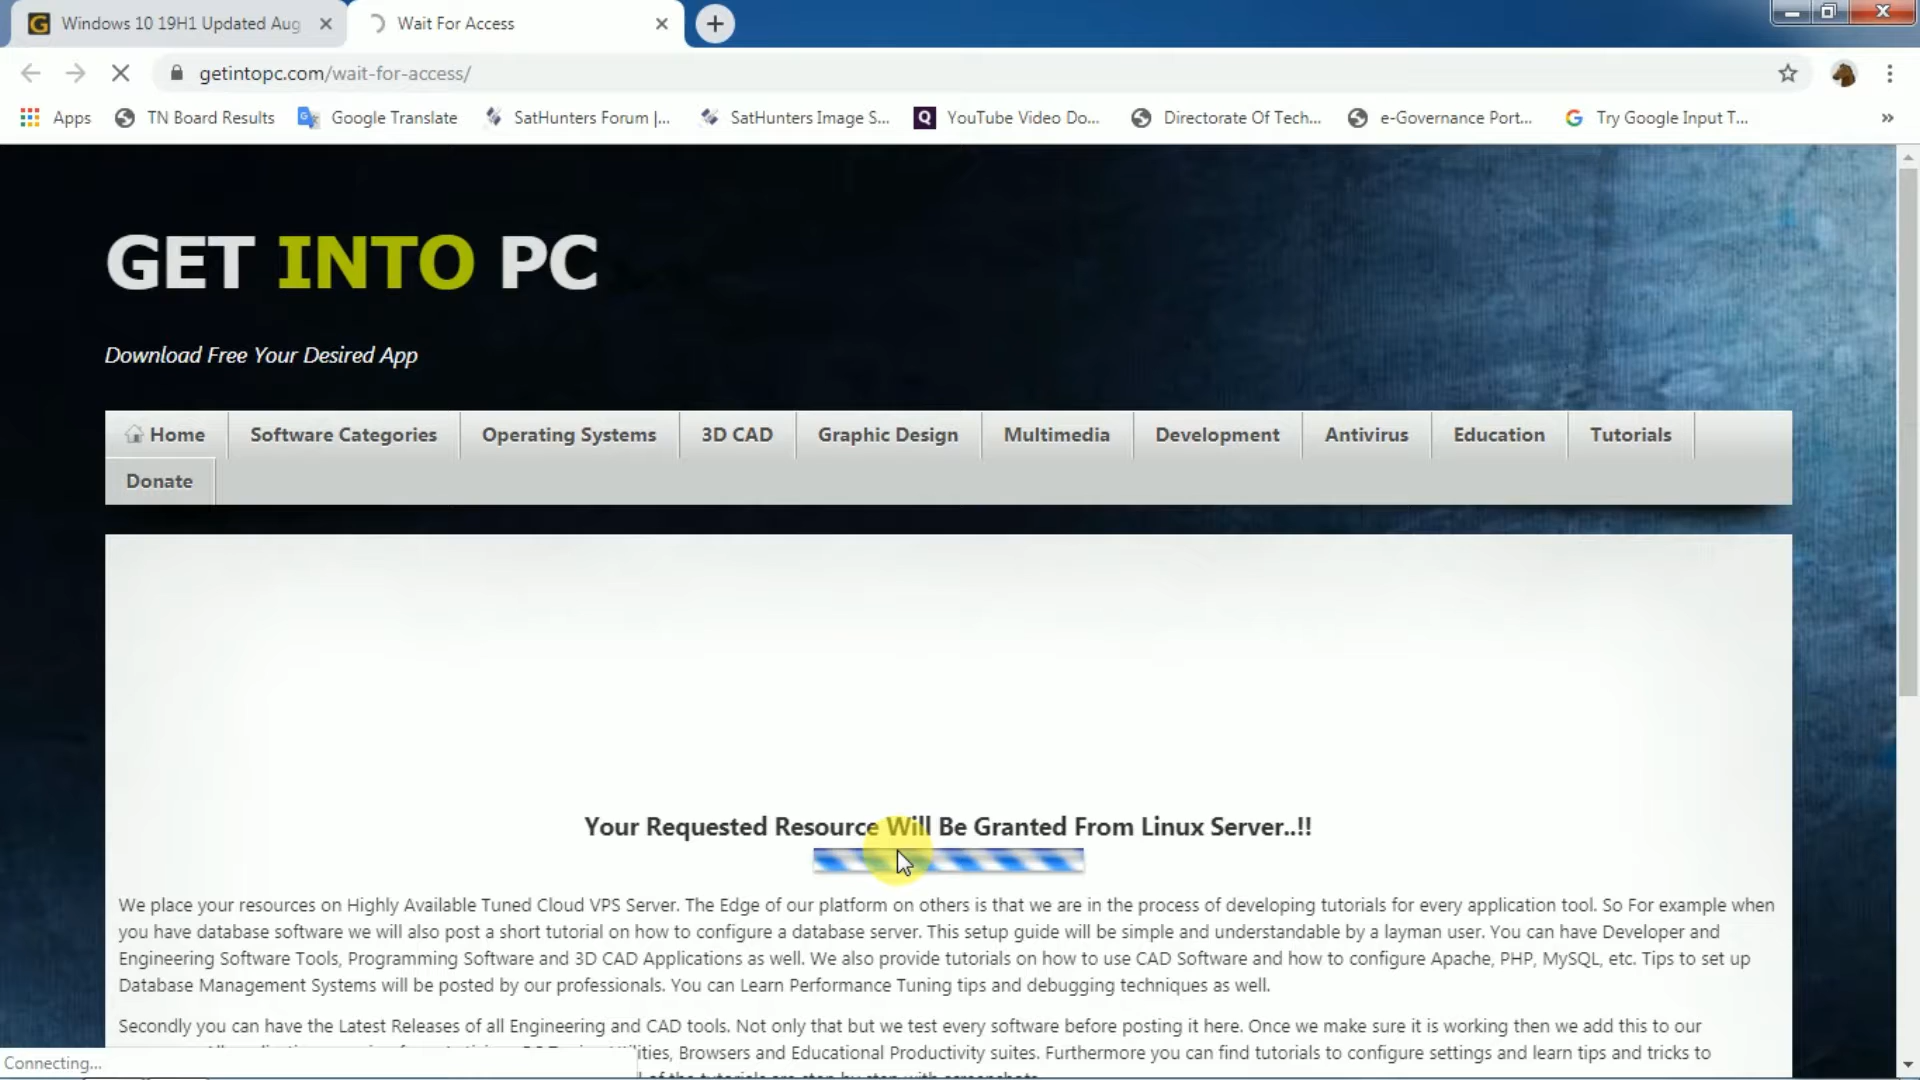 Windows 10 19H1 Updated Aug
Wait For Access
getintopc.com/wait-for-access/
Apps
TN Board Results
Google Translate
SatHunters Forum |...
SatHunters Image S...
YouTube Video Do...
Directorate Of Tech...
e-Governance Port...
Try Google Input T...
GET INTO PC
Download Free Your Desired App
Home
Software Categories
Operating Systems
3D CAD
Graphic Design
Multimedia
Development
Antivirus
Education
Tutorials
Donate
Your Requested Resource Will Be Granted From Linux Server..!!
We place your resources on Highly Available Tuned Cloud VPS Server. The Edge of our platform on others is that we are in the process of developing tutorials for every application tool. So For example when
you have database software we will also post a short tutorial on how to configure a database server. This setup guide will be simple and understandable by a layman user. You can have Developer and
Engineering Software Tools, Programming Software and 3D CAD Applications as well. We also provide tutorials on how to use CAD Software and how to configure Apache, PHP, MySQL, etc. Tips to set up
Database Management Systems will be posted by our professionals. You can Learn Performance Tuning tips and debugging techniques as well.
Secondly you can have the Latest Releases of all Engineering and CAD tools. Not only that but we test every software before posting it here. Once we make sure it is working then we add this to our
Browsers and Educational Productivity suites. Furthermore you can find tutorials to configure settings and learn tips and tricks to
Connecting...